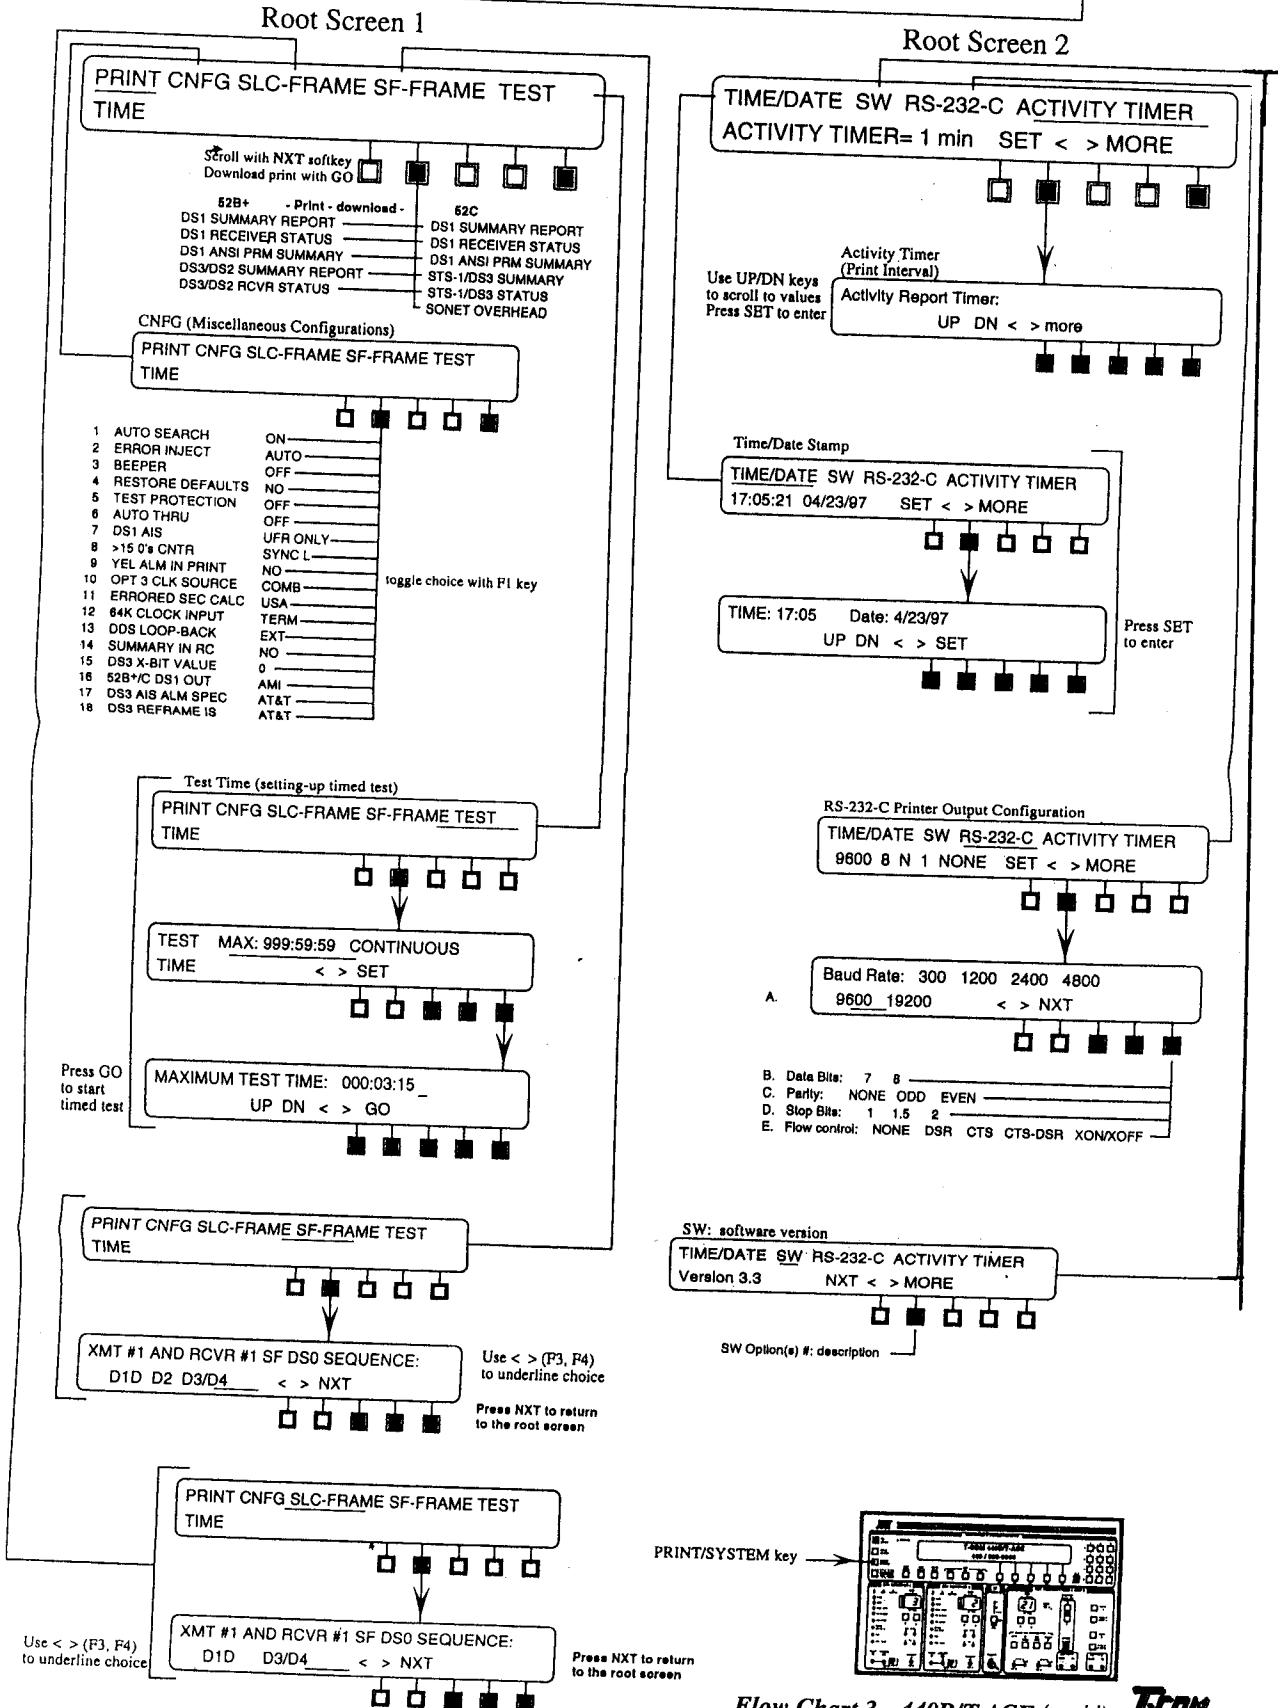 Root Screen 1
PRINT CNFG SLC-FRAME SF-FRAME TEST
TIME
Scroll with NXT softkey
Download print with GO
52B+ - Print - download - 52C
DS1 SUMMARY REPORT DS1 SUMMARY REPORT
DS1 RECEIVER STATUS DS1 RECEIVER STATUS
DS1 ANSI PRM SUMMARY DS1 ANSI PRM SUMMARY
DS3/DS2 SUMMARY REPORT STS-1/DS3 SUMMARY
DS3/DS2 RCVR STATUS STS-1/DS3 STATUS
SONET OVERHEAD
CNFG (Miscellaneous Configurations)
PRINT CNFG SLC-FRAME SF-FRAME TEST
TIME
1 AUTO SEARCH ON
2 ERROR INJECT AUTO
3 BEEPER OFF
4 RESTORE DEFAULTS NO
5 TEST PROTECTION OFF
6 AUTO THRU OFF
7 DS1 AIS UFR ONLY
8 >15 0's CNTR SYNC L
9 YEL ALM IN PRINT NO
10 OPT 3 CLK SOURCE COMB
11 ERRORED SEC CALC USA
12 64K CLOCK INPUT TERM
13 DDS LOOP-BACK EXT
14 SUMMARY IN RC NO
15 DS3 X-BIT VALUE 0
16 52B+/C DS1 OUT AMI
17 DS3 AIS ALM SPEC AT&T
18 DS3 REFRAME IS AT&T
toggle choice with F1 key
Test Time (setting-up timed test)
PRINT CNFG SLC-FRAME SF-FRAME TEST
TIME
TEST MAX: 999:59:59 CONTINUOUS
TIME < > SET
Press GO
to start
timed test
MAXIMUM TEST TIME: 000:03:15_
UP DN < > GO
PRINT CNFG SLC-FRAME SF-FRAME TEST
TIME
XMT #1 AND RCVR #1 SF DS0 SEQUENCE:
D1D D2 D3/D4 < > NXT
Use < > (F3, F4)
to underline choice
Press NXT to return
to the root screen
PRINT CNFG SLC-FRAME SF-FRAME TEST
TIME
XMT #1 AND RCVR #1 SF DS0 SEQUENCE:
D1D D3/D4 < > NXT
Use < > (F3, F4)
to underline choice
Press NXT to return
to the root screen
Root Screen 2
TIME/DATE SW RS-232-C ACTIVITY TIMER
ACTIVITY TIMER= 1 min SET < > MORE
Activity Timer
(Print Interval)
Use UP/DN keys
to scroll to values
Press SET to enter
Activity Report Timer:
UP DN < > more
Time/Date Stamp
TIME/DATE SW RS-232-C ACTIVITY TIMER
17:05:21 04/23/97 SET < > MORE
TIME: 17:05 Date: 4/23/97
UP DN < > SET
Press SET
to enter
RS-232-C Printer Output Configuration
TIME/DATE SW RS-232-C ACTIVITY TIMER
9600 8 N 1 NONE SET < > MORE
A.
Baud Rate: 300 1200 2400 4800
9600 19200 < > NXT
B. Data Bits: 7 8
C. Parity: NONE ODD EVEN
D. Stop Bits: 1 1.5 2
E. Flow control: NONE DSR CTS CTS-DSR XON/XOFF
SW: software version
TIME/DATE SW RS-232-C ACTIVITY TIMER
Version 3.3 NXT < > MORE
SW Option(s) #: description
PRINT/SYSTEM key